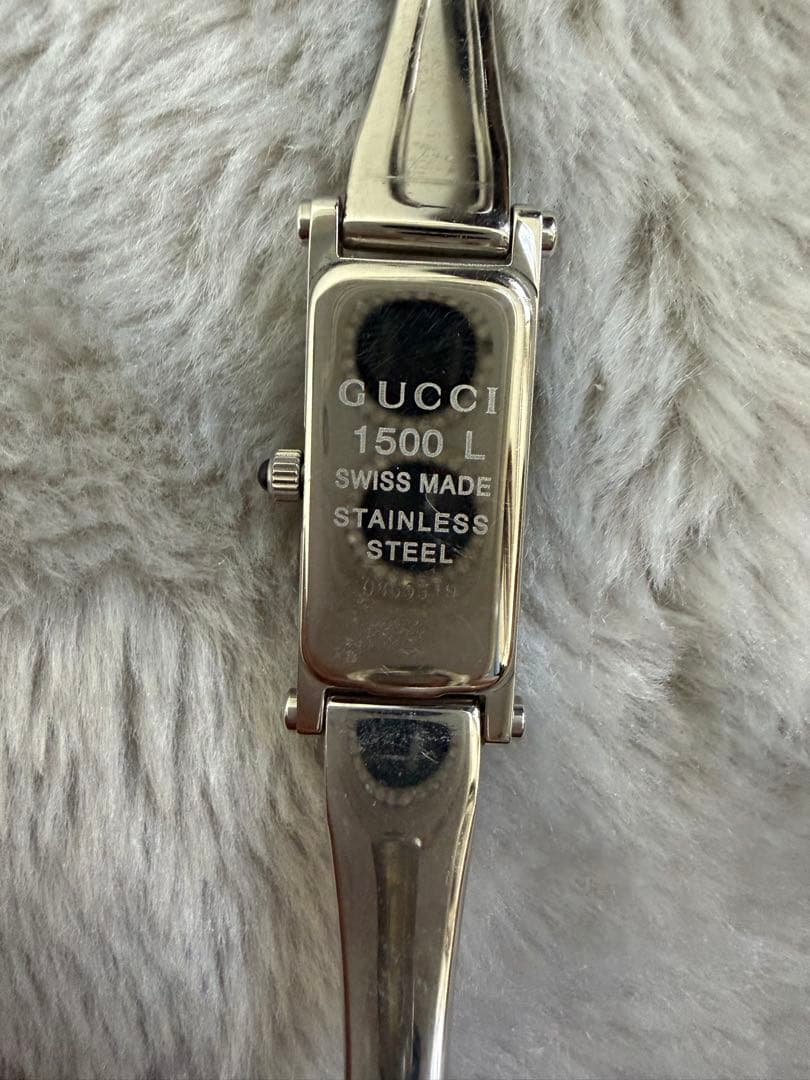 GUCCI
1500 L
SWISS MADE
STAINLESS
STEEL